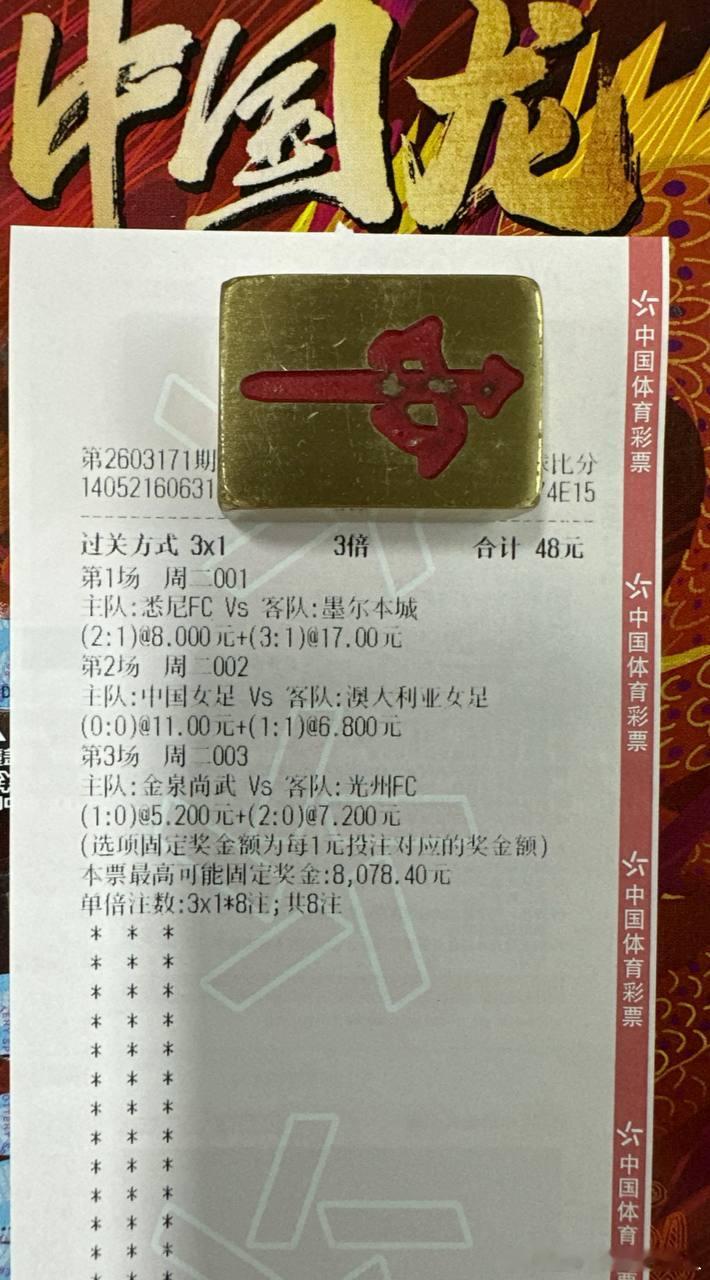 中国龙
第2603171期 比分
14052160631 4E15
过关方式 3x1 3倍 合计 48元
第1场 周二001
主队:悉尼FC Vs 客队:墨尔本城
(2:1)@8.000元+(3:1)@17.00元
第2场 周二002
主队:中国女足 Vs 客队:澳大利亚女足
(0:0)@11.00元+(1:1)@6.800元
第3场 周二003
主队:金泉尚武 Vs 客队:光州FC
(1:0)@5.200元+(2:0)@7.200元
(选项固定奖金额为每1元投注对应的奖金额)
本票最高可能固定奖金:8,078.40元
单倍注数:3x1*8注;共8注
* * *
* * *
* * *
* * *
* * *
* * *
* * *
* * *
* * *
* * *
* * *
* * *
* * *
中国体育彩票
中国体育彩票
中国体育彩票
中国体育彩票
中